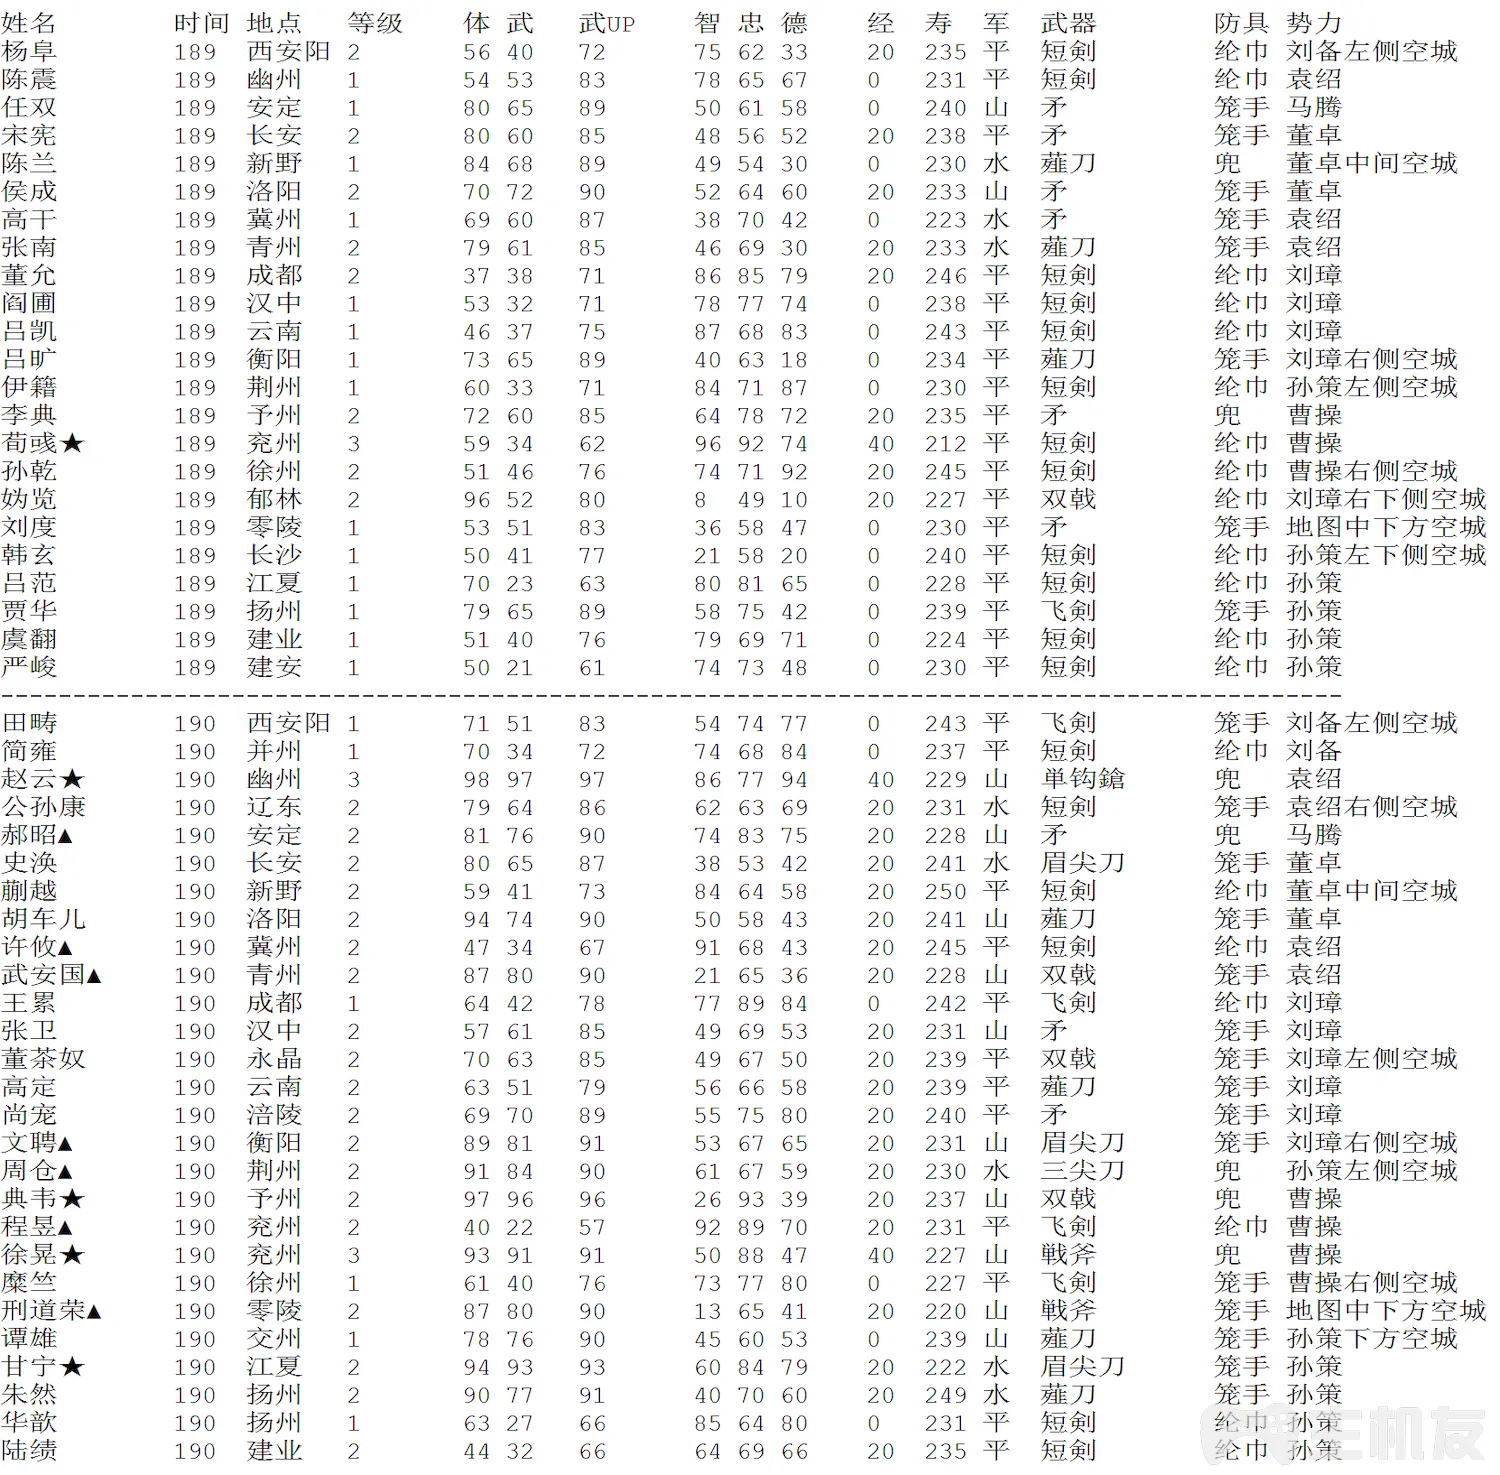 姓名 时间 地点 等级 体 武 武UP 智 忠 德 经 寿 军 武器 防具 势力
杨阜 189 西安阳 2 56 40 72 75 62 33 20 235 平 短剣 纶巾 刘备左侧空城
陈震 189 幽州 1 54 53 83 78 65 67 0 231 平 短剣 纶巾 袁绍
任双 189 安定 1 80 65 89 50 61 58 0 240 山 矛 笼手 马腾
宋宪 189 长安 2 80 60 85 48 56 52 20 238 平 矛 笼手 董卓
陈兰 189 新野 1 84 68 89 49 54 30 0 230 水 薙刀 兜 董卓中间空城
侯成 189 洛阳 2 70 72 90 52 64 60 20 233 山 矛 笼手 董卓
高干 189 冀州 1 69 60 87 38 70 42 0 223 水 矛 笼手 袁绍
张南 189 青州 2 79 61 85 46 69 30 20 233 水 薙刀 笼手 袁绍
董允 189 成都 2 37 38 71 86 85 79 20 246 平 短剣 纶巾 刘璋
阎圃 189 汉中 1 53 32 71 78 77 74 0 238 平 短剣 纶巾 刘璋
吕凯 189 云南 1 46 37 75 87 68 83 0 243 平 短剣 纶巾 刘璋
吕旷 189 衡阳 1 73 65 89 40 63 18 0 234 平 薙刀 笼手 刘璋右侧空城
伊籍 189 荆州 1 60 33 71 84 71 87 0 230 平 短剣 纶巾 孙策左侧空城
李典 189 予州 2 72 60 85 64 78 72 20 235 平 矛 兜 曹操
荀彧★ 189 兖州 3 59 34 62 96 92 74 40 212 平 短剣 纶巾 曹操
孙乾 189 徐州 2 51 46 76 74 71 92 20 245 平 短剣 纶巾 曹操右侧空城
妫览 189 郁林 2 96 52 80 8 49 10 20 227 平 双戟 纶巾 刘璋右下侧空城
刘度 189 零陵 1 53 51 83 36 58 47 0 230 平 矛 笼手 地图中下方空城
韩玄 189 长沙 1 50 41 77 21 58 20 0 240 平 短剣 纶巾 孙策左下侧空城
吕范 189 江夏 1 70 23 63 80 81 65 0 228 平 短剣 纶巾 孙策
贾华 189 扬州 1 79 65 89 58 75 42 0 239 平 飞剣 笼手 孙策
虞翻 189 建业 1 51 40 76 79 69 71 0 224 平 短剣 纶巾 孙策
严峻 189 建安 1 50 21 61 74 73 48 0 230 平 短剣 纶巾 孙策
--------------------------------------------------------------------------------------------
田畴 190 西安阳 1 71 51 83 54 74 77 0 243 平 飞剣 笼手 刘备左侧空城
简雍 190 并州 1 70 34 72 74 68 84 0 237 平 短剣 纶巾 刘备
赵云★ 190 幽州 3 98 97 97 86 77 94 40 229 山 単钩鎗 兜 袁绍
公孙康 190 辽东 2 79 64 86 62 63 69 20 231 水 短剣 笼手 袁绍右侧空城
郝昭▲ 190 安定 2 81 76 90 74 83 75 20 228 山 矛 兜 马腾
史涣 190 长安 2 80 65 87 38 53 42 20 241 水 眉尖刀 笼手 董卓
蒯越 190 新野 2 59 41 73 84 64 58 20 250 平 短剣 纶巾 董卓中间空城
胡车儿 190 洛阳 2 94 74 90 50 58 43 20 241 山 薙刀 笼手 董卓
许攸▲ 190 冀州 2 47 34 67 91 68 43 20 245 平 短剣 纶巾 袁绍
武安国▲ 190 青州 2 87 80 90 21 65 36 20 228 山 双戟 笼手 袁绍
王累 190 成都 1 64 42 78 77 89 84 0 242 平 飞剣 纶巾 刘璋
张卫 190 汉中 2 57 61 85 49 69 53 20 231 山 矛 笼手 刘璋
董荼奴 190 永晶 2 70 63 85 49 67 50 20 239 平 双戟 笼手 刘璋左侧空城
高定 190 云南 2 63 51 79 56 66 58 20 239 平 薙刀 笼手 刘璋
尚宠 190 涪陵 2 69 70 89 55 75 80 20 240 平 矛 笼手 刘璋
文聘▲ 190 衡阳 2 89 81 91 53 67 65 20 231 山 眉尖刀 笼手 刘璋右侧空城
周仓▲ 190 荆州 2 91 84 90 61 67 59 20 230 水 三尖刀 兜 孙策左侧空城
典韦★ 190 予州 2 97 96 96 26 93 39 20 237 山 双戟 兜 曹操
程昱▲ 190 兖州 2 40 22 57 92 89 70 20 231 平 飞剣 纶巾 曹操
徐晃★ 190 兖州 3 93 91 91 50 88 47 40 227 山 戦斧 兜 曹操
糜竺 190 徐州 1 61 40 76 73 77 80 0 227 平 飞剣 笼手 曹操右侧空城
刑道荣▲ 190 零陵 2 87 80 90 13 65 41 20 220 山 戦斧 笼手 地图中下方空城
谭雄 190 交州 1 78 76 90 45 60 53 0 239 山 薙刀 笼手 孙策下方空城
甘宁★ 190 江夏 2 94 93 93 60 84 79 20 222 水 眉尖刀 笼手 孙策
朱然 190 扬州 2 90 77 91 40 70 60 20 249 水 薙刀 笼手 孙策
华歆 190 扬州 1 63 27 66 85 64 80 0 231 平 短剣 纶巾 孙策
陆绩 190 建业 2 44 32 66 64 69 66 20 235 平 短剣 纶巾 孙策
主机友